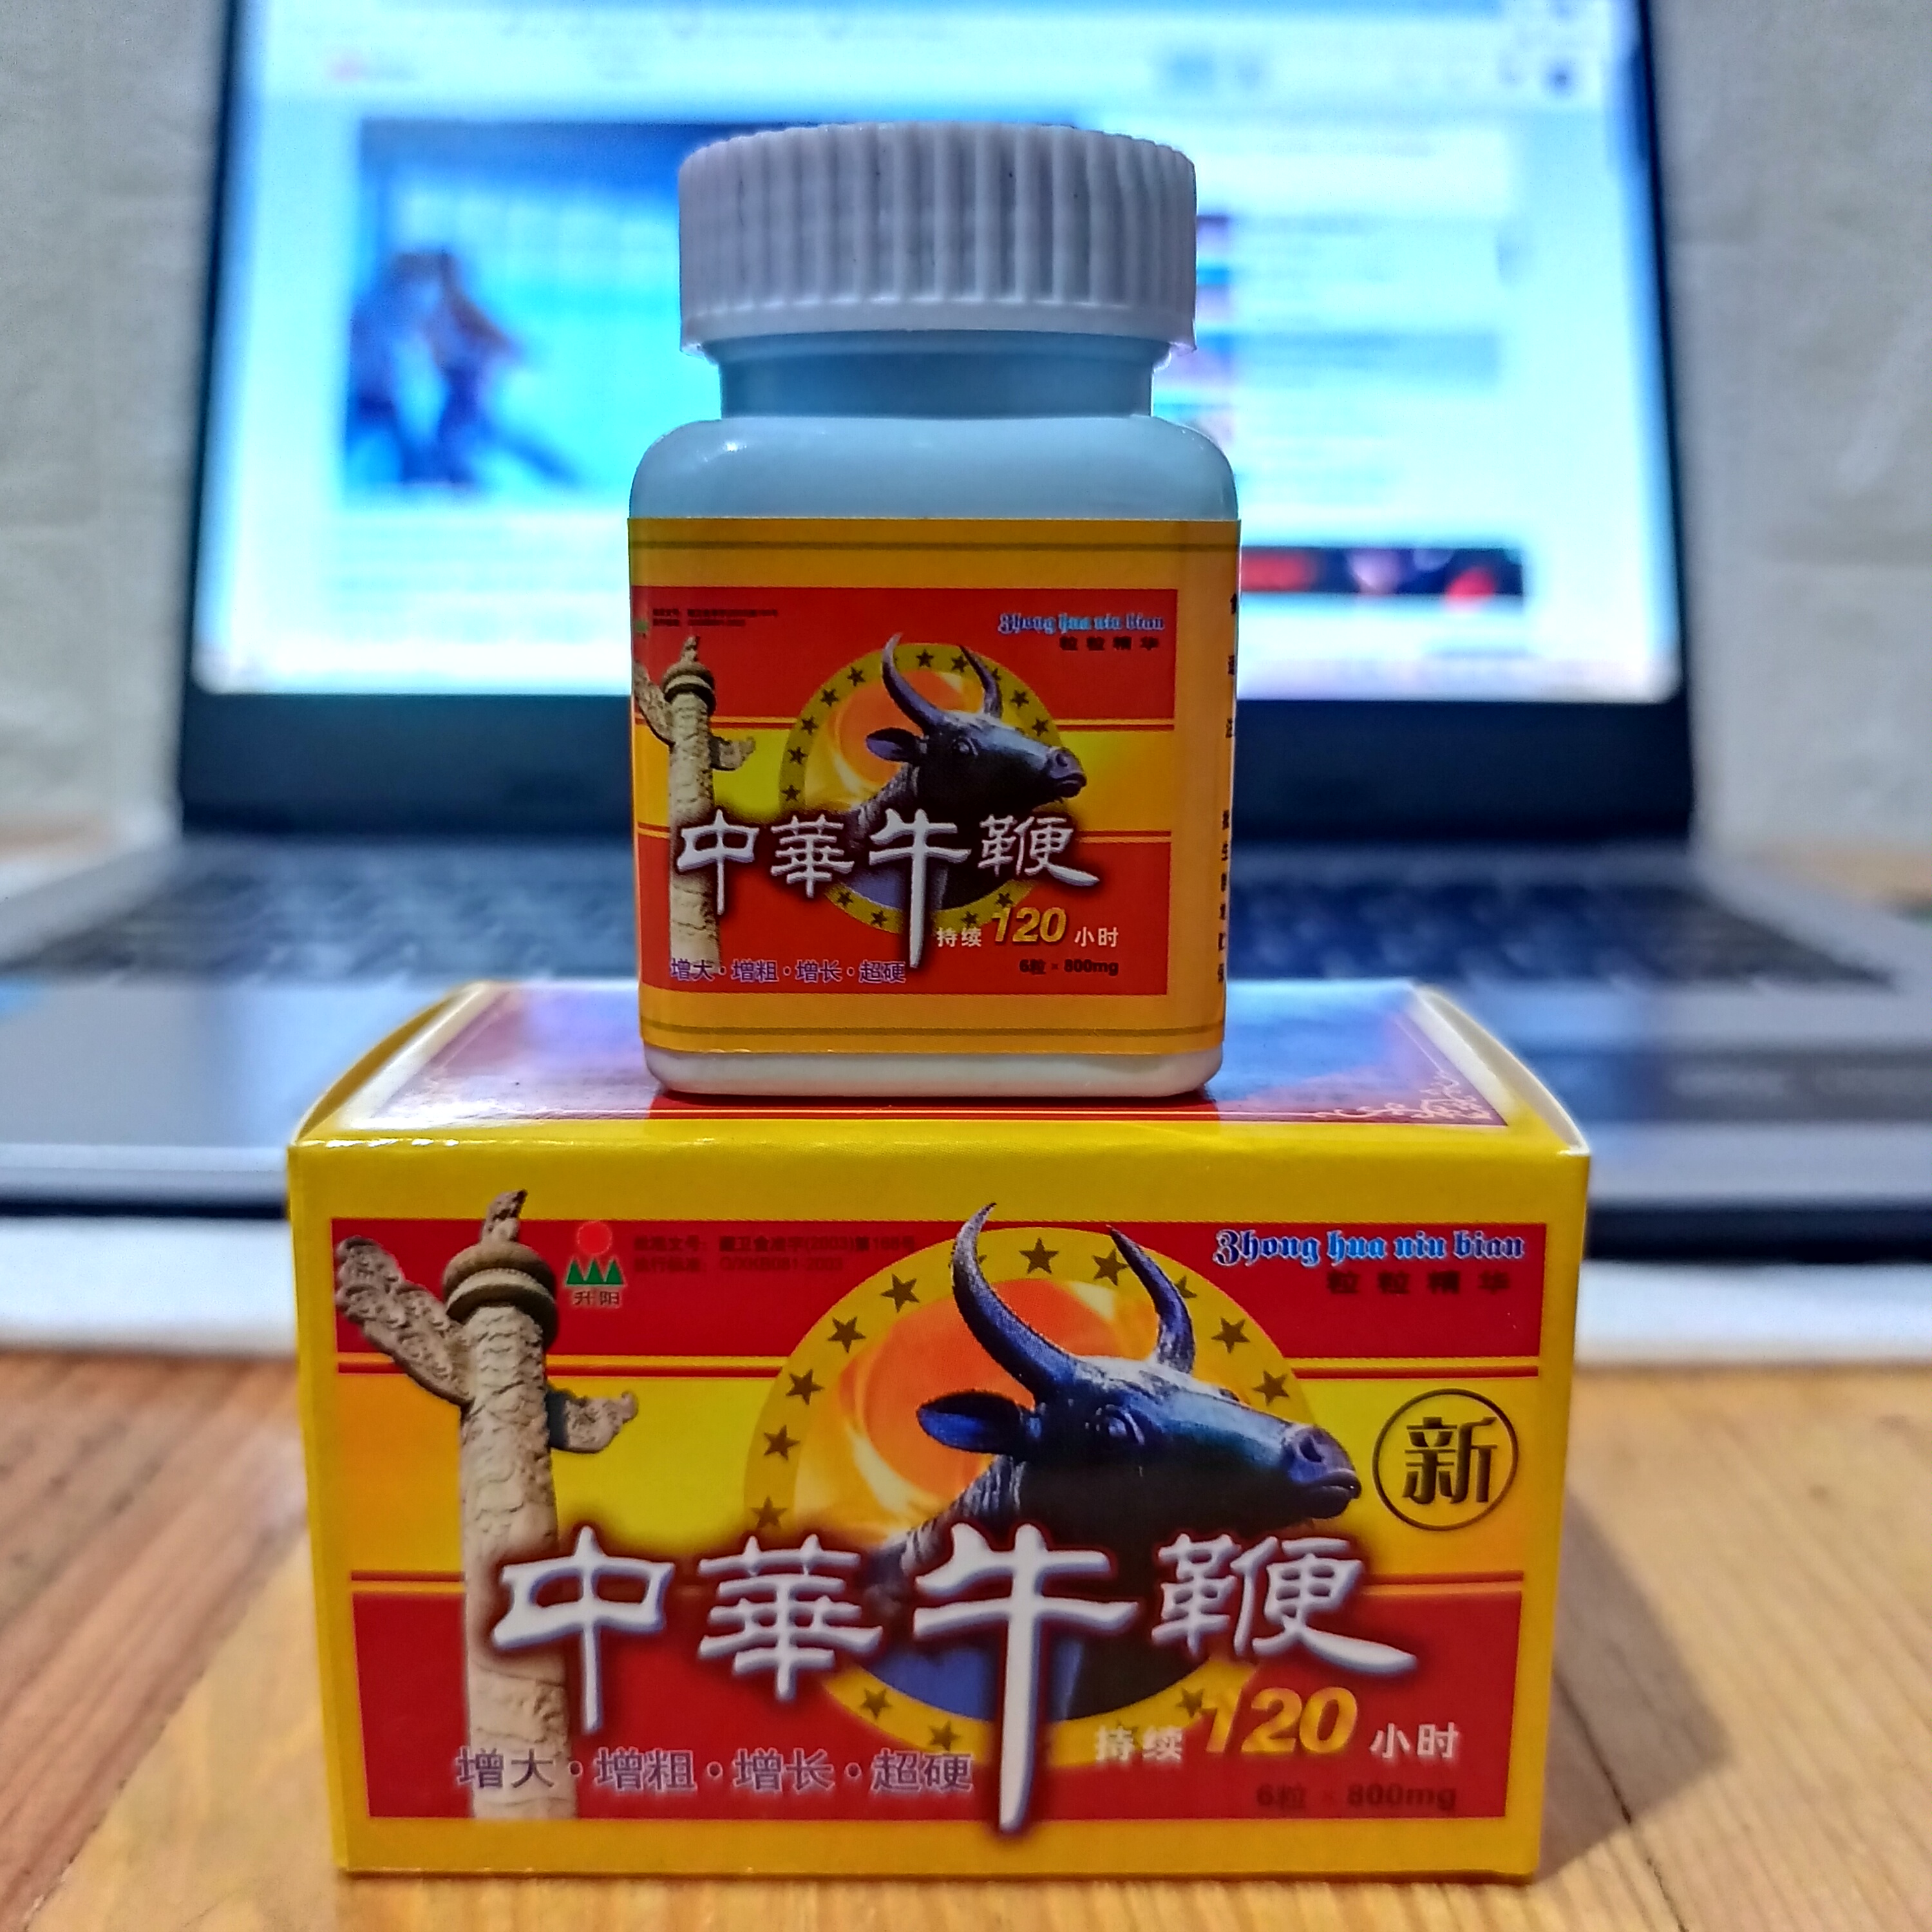 Zhong hua niu bian
粒粒精华
中華牛鞭
持续120小时
增大·增粗·增长·超硬
6粒×800mg
升阳
Zhong hua niu bian
粒粒精华
新
中華牛鞭
持续120小时
增大·增粗·增长·超硬
6粒×800mg